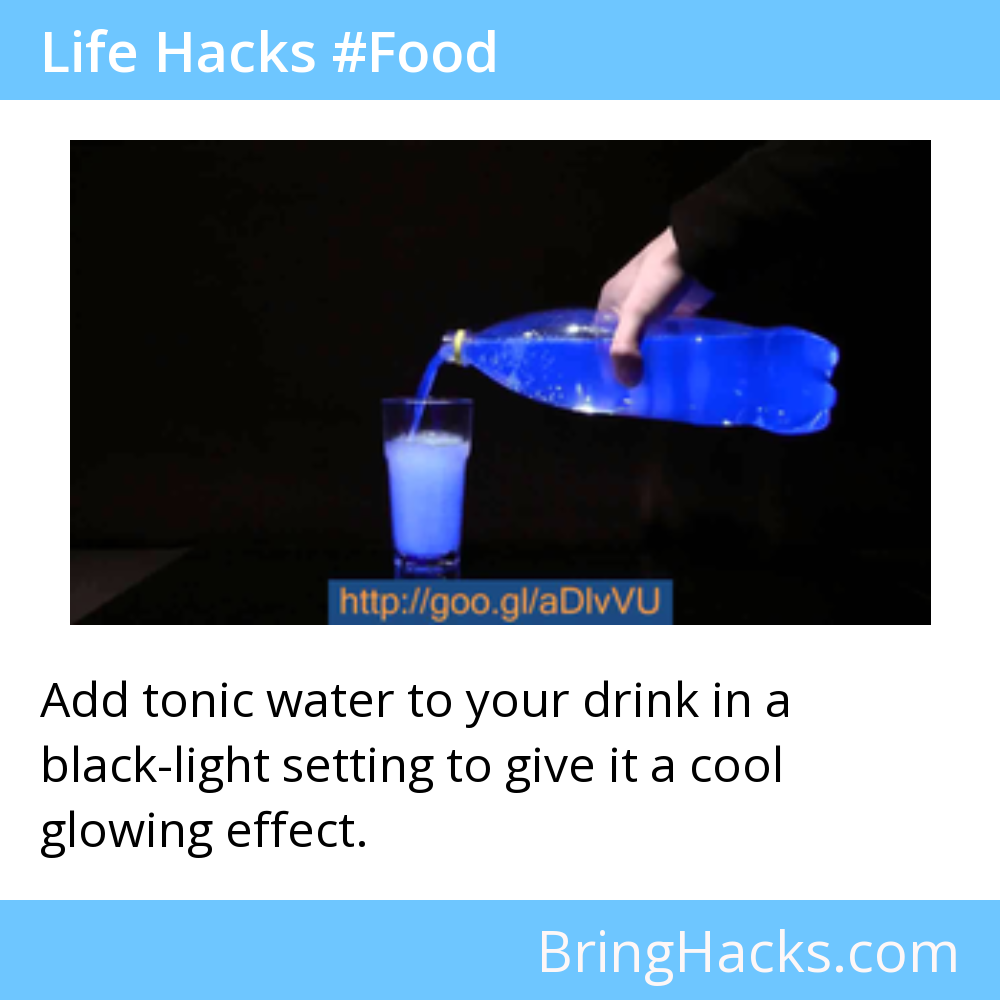 Life Hacks #Food
http://goo.gl/aDlvVU
Add tonic water to your drink in a
black-light setting to give it a cool
glowing effect.
BringHacks.com